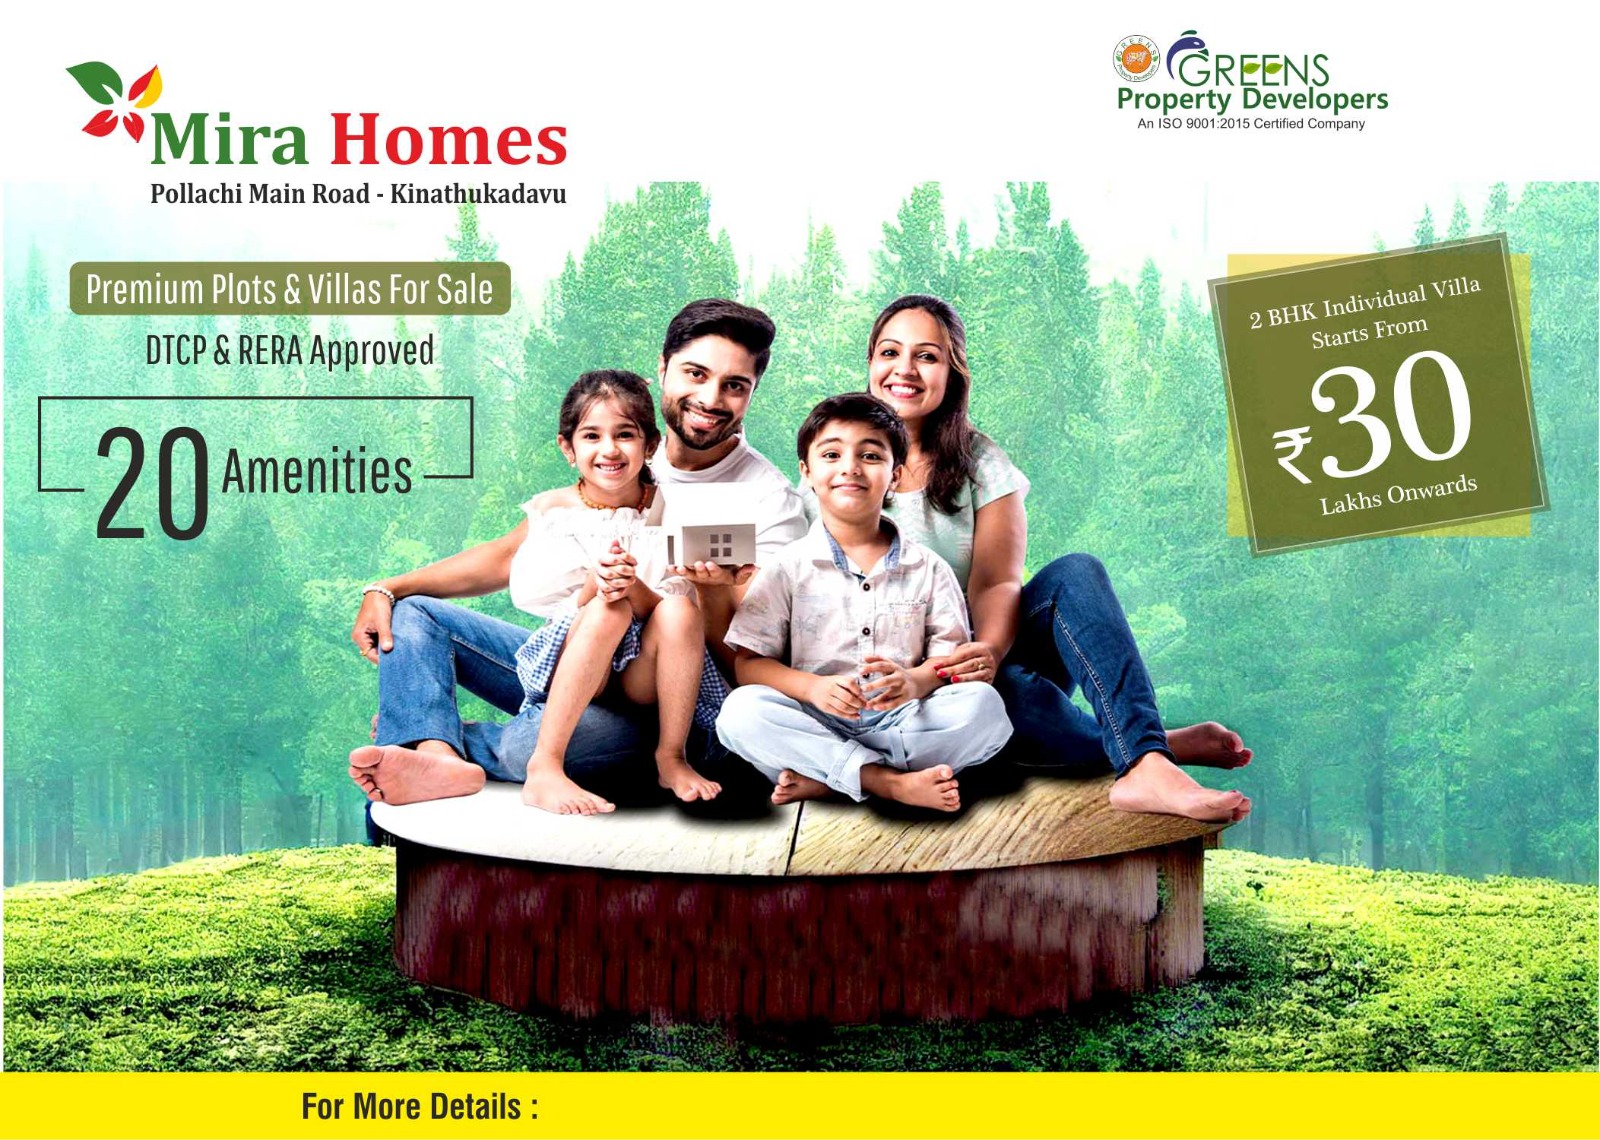 Mira Homes
Pollachi Main Road - Kinathukadavu
GREENS
Property Developers
An ISO 9001:2015 Certified Company
Premium Plots & Villas For Sale
DTCP & RERA Approved
20 Amenities
2 BHK Individual Villa
Starts From
₹30
Lakhs Onwards
For More Details :